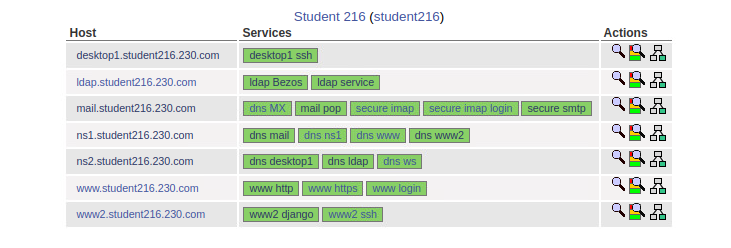 Student 216 (student216)
Host Services Actions
desktop1.student216.230.com desktop1 ssh
ldap.student216.230.com ldap Bezos ldap service
mail.student216.230.com dns MX mail pop secure imap secure imap login secure smtp
ns1.student216.230.com dns mail dns ns1 dns www dns www2
ns2.student216.230.com dns desktop1 dns ldap dns ws
www.student216.230.com www http www https www login
www2.student216.230.com www2 django www2 ssh